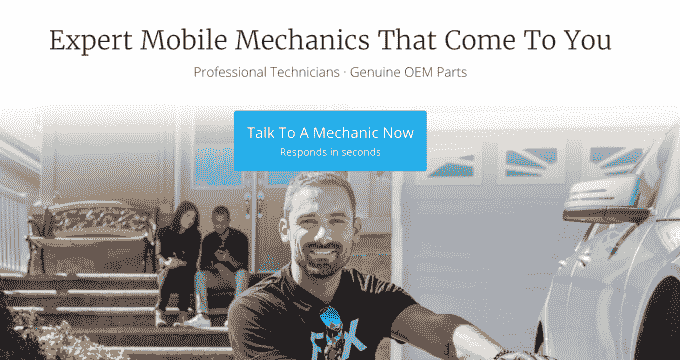 Expert Mobile Mechanics That Come To You
Professional Technicians · Genuine OEM Parts
Talk To A Mechanic Now
Responds in seconds